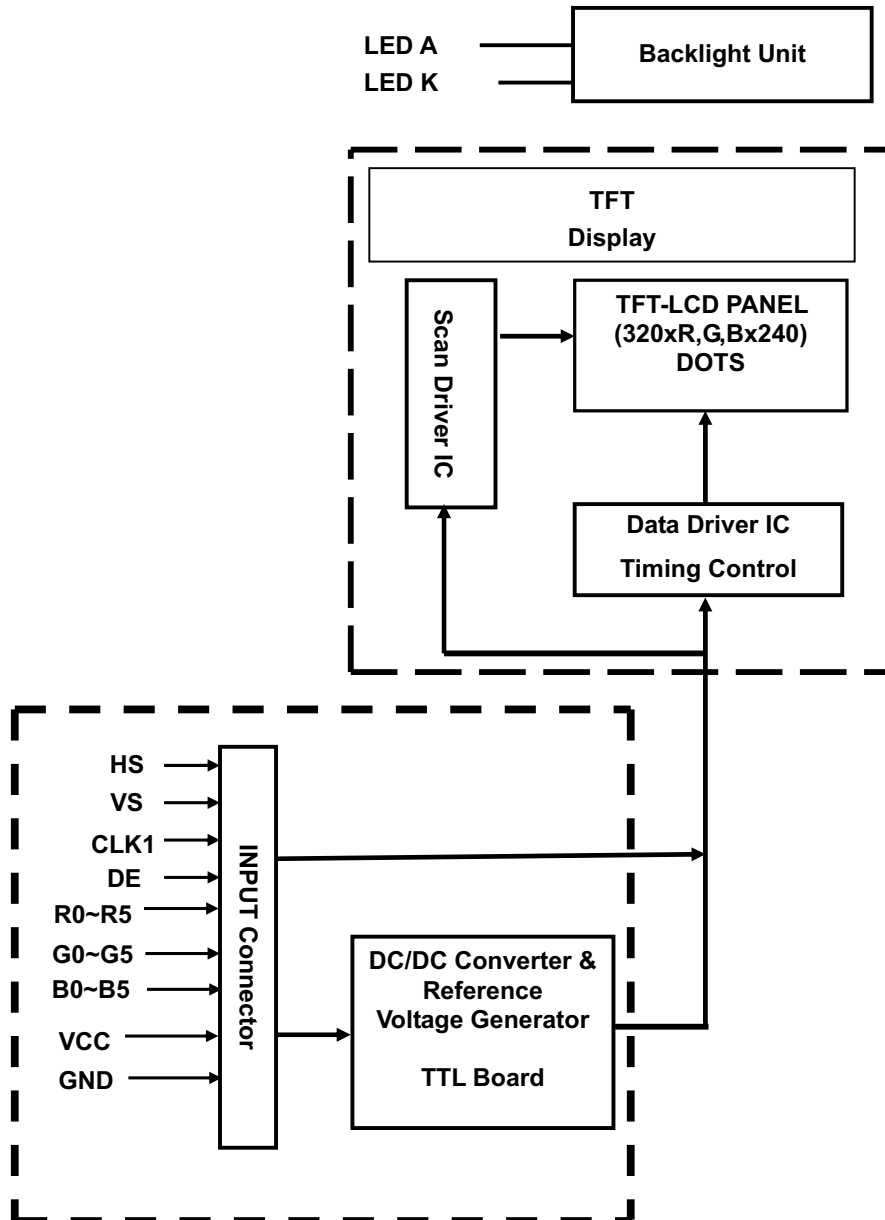 LED A
LED K
Backlight Unit
TFT
Display
Scan Driver IC
TFT-LCD PANEL
(320xR,G,Bx240)
DOTS
Data Driver IC
Timing Control
HS
VS
CLK1
DE
R0~R5
G0~G5
B0~B5
VCC
GND
INPUT Connector
DC/DC Converter &
Reference
Voltage Generator
TTL Board